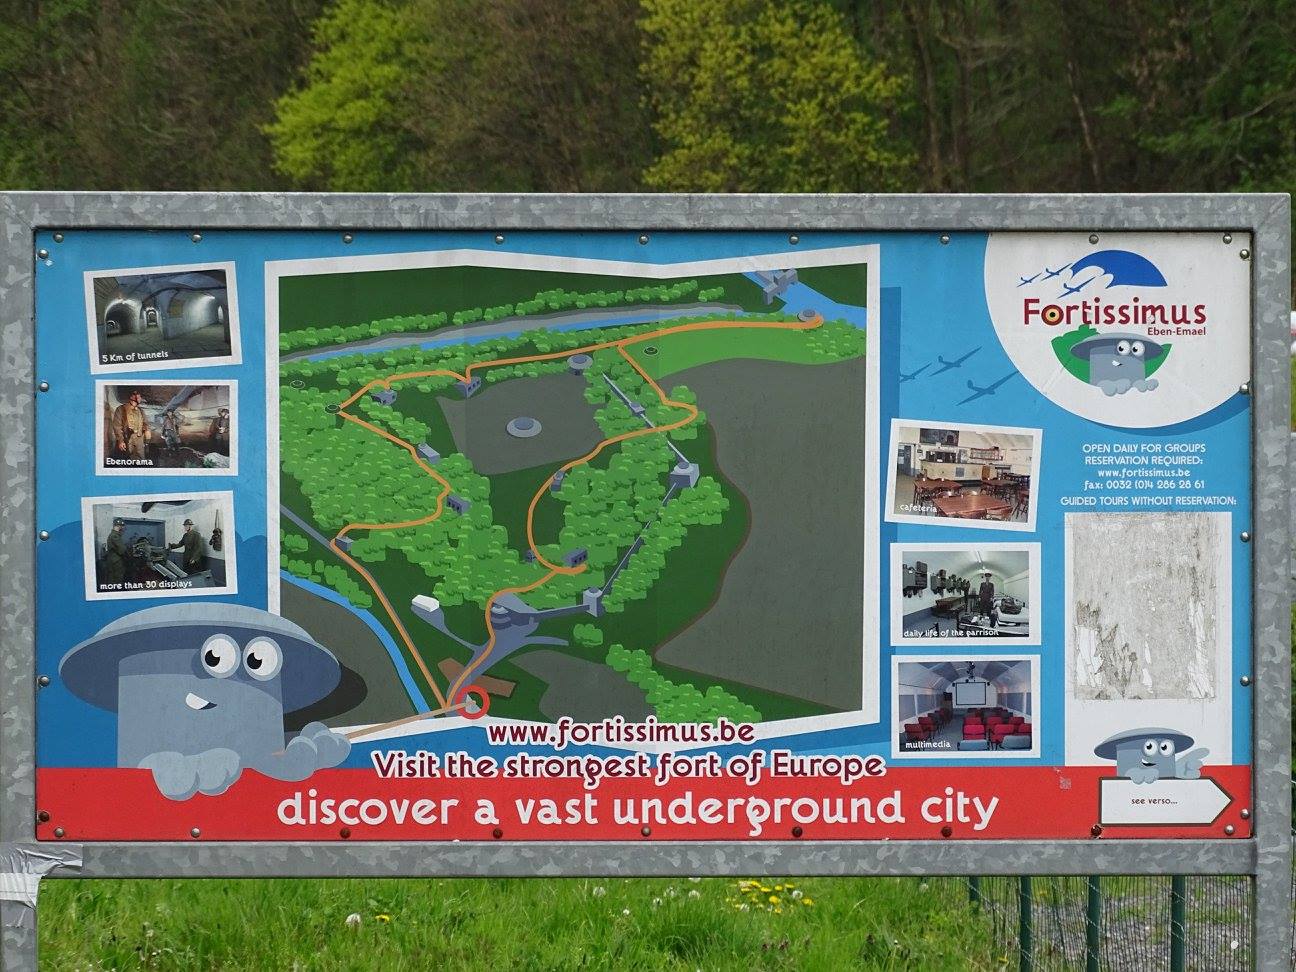 5 Km of tunnels
Ebenorama
more than 30 displays
Fortissimus
Eben-Emael
OPEN DAILY FOR GROUPS
RESERVATION REQUIRED:
www.fortissimus.be
fax: 0032 (0)4 286 28 61
GUIDED TOURS WITHOUT RESERVATION:
cafeteria
daily life of the garrison
multimedia
see verso...
www.fortissimus.be
Visit the strongest fort of Europe
discover a vast underground city